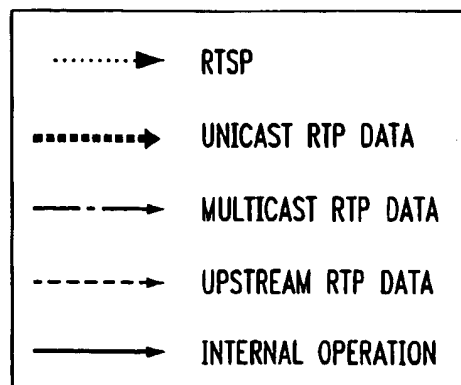 RTSP
UNICAST RTP DATA
MULTICAST RTP DATA
UPSTREAM RTP DATA
INTERNAL OPERATION